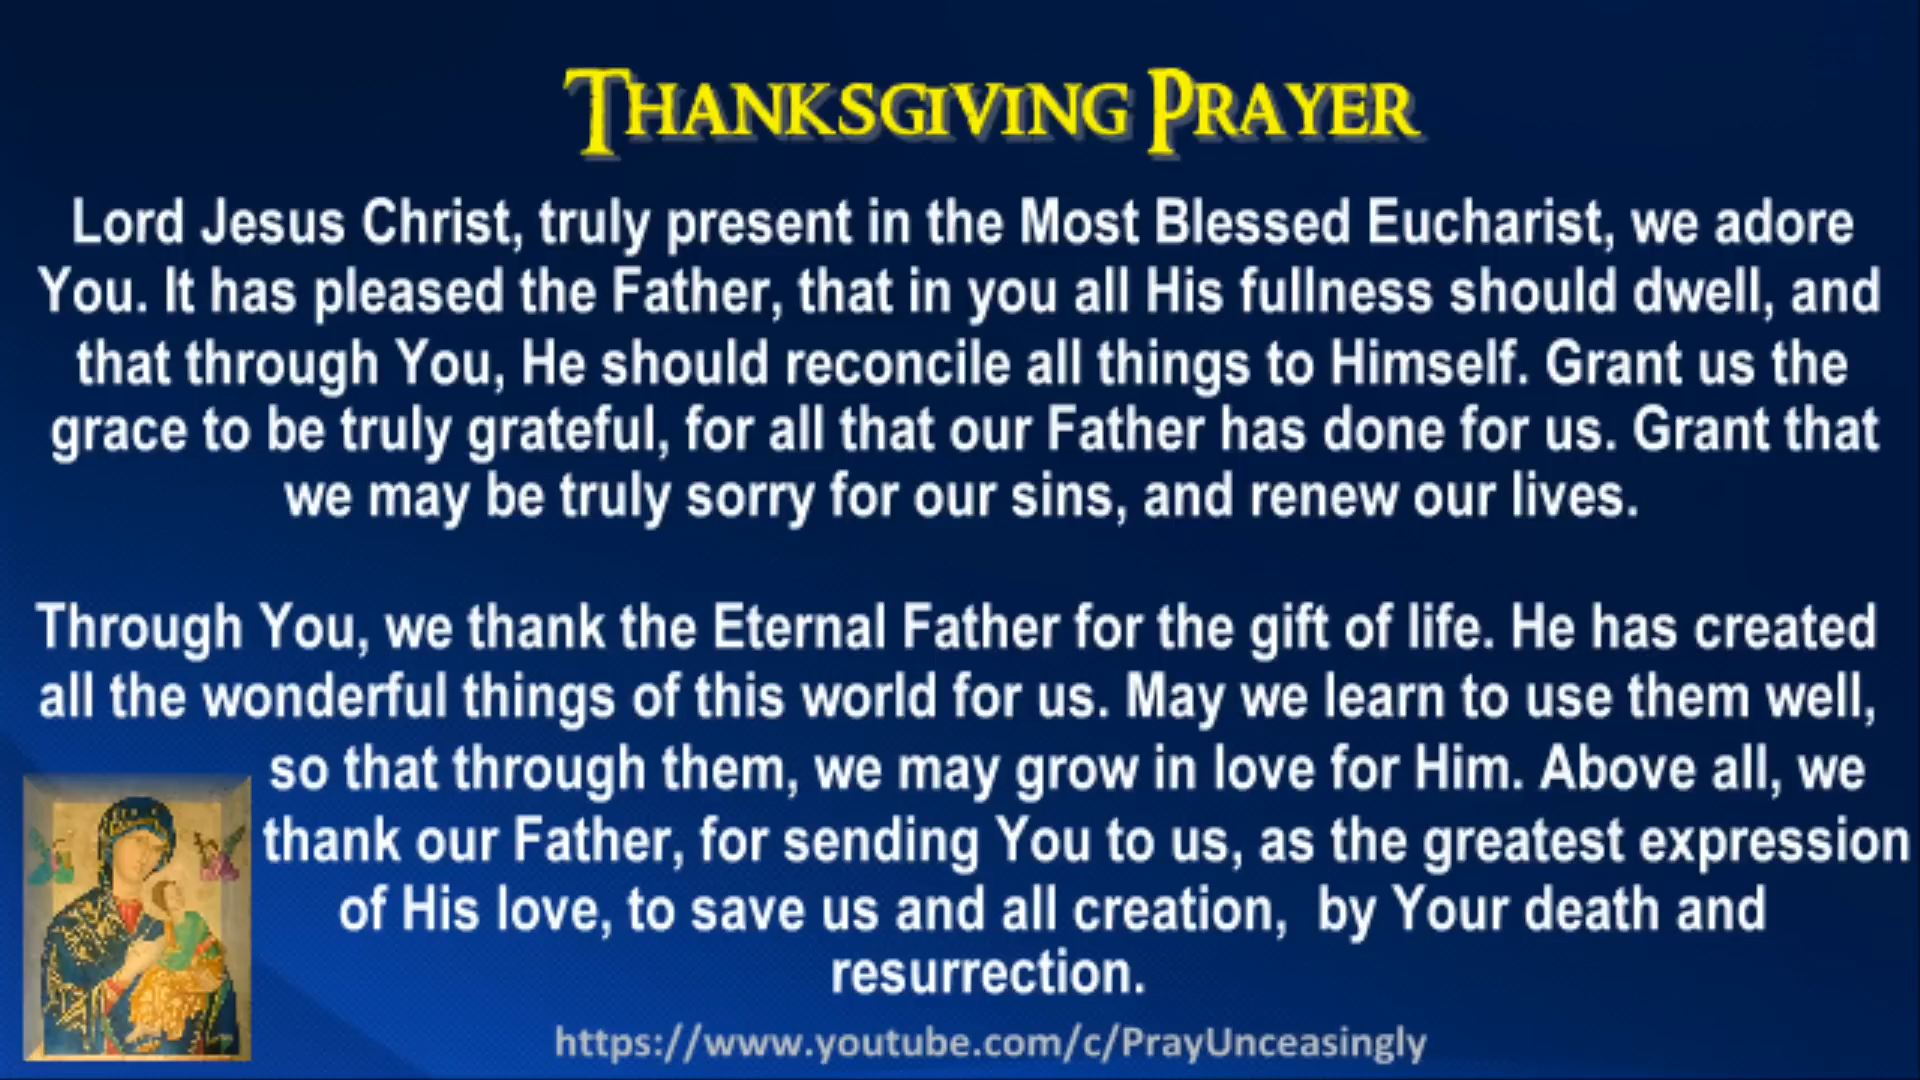 Thanksgiving Prayer
Lord Jesus Christ, truly present in the Most Blessed Eucharist, we adore
You. It has pleased the Father, that in you all His fullness should dwell, and
that through You, He should reconcile all things to Himself. Grant us the
grace to be truly grateful, for all that our Father has done for us. Grant that
we may be truly sorry for our sins, and renew our lives.
Through You, we thank the Eternal Father for the gift of life. He has created
all the wonderful things of this world for us. May we learn to use them well,
so that through them, we may grow in love for Him. Above all, we
thank our Father, for sending You to us, as the greatest expression
of His love, to save us and all creation,  by Your death and
resurrection.
https://www.youtube.com/c/PrayUnceasingly